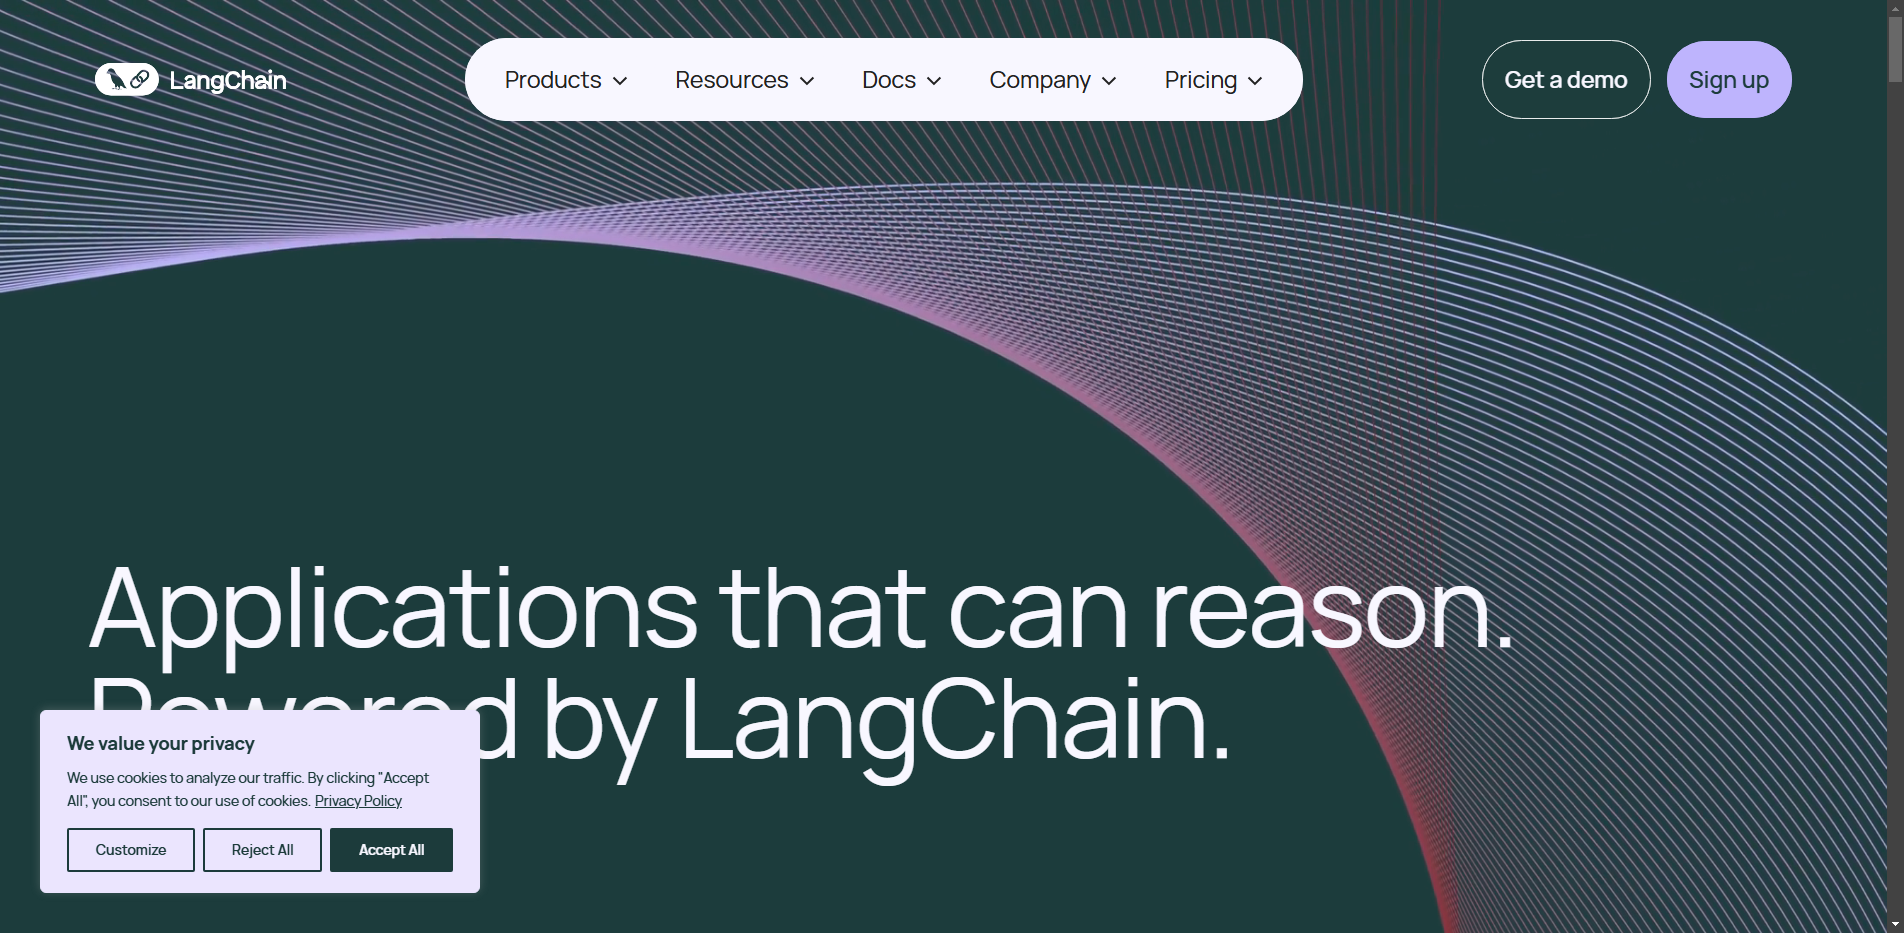 LangChain
Products
Resources
Docs
Company
Pricing
Get a demo
Sign up
Applications that can reason.
Powered by LangChain.
We value your privacy
We use cookies to analyze our traffic. By clicking "Accept
All", you consent to our use of cookies. Privacy Policy
Customize
Reject All
Accept All